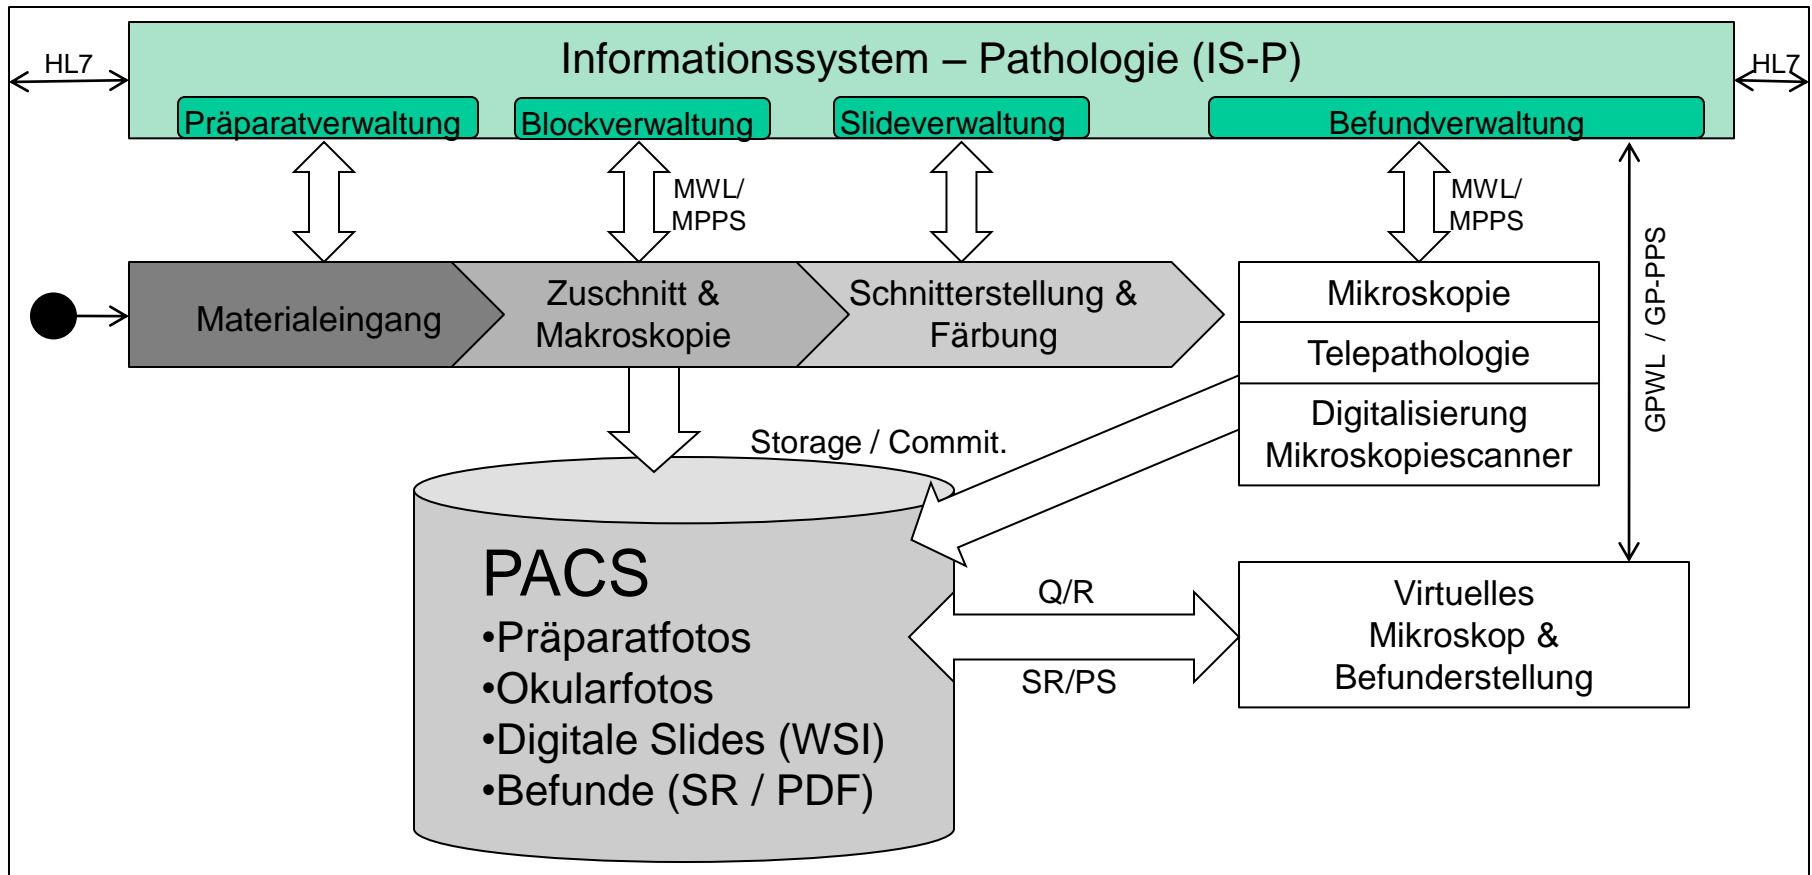 Informationssystem – Pathologie (IS-P)
HL7
HL7
Präparatverwaltung
Blockverwaltung
Slideverwaltung
Befundverwaltung
MWL/
MPPS
MWL/
MPPS
GPWL / GP-PPS
Materialeingang
Zuschnitt &
Makroskopie
Schnitterstellung &
Färbung
Mikroskopie
Telepathologie
Digitalisierung
Mikroskopiescanner
Storage / Commit.
PACS
•Präparatfotos
•Okularfotos
•Digitale Slides (WSI)
•Befunde (SR / PDF)
Q/R
SR/PS
Virtuelles
Mikroskop &
Befunderstellung